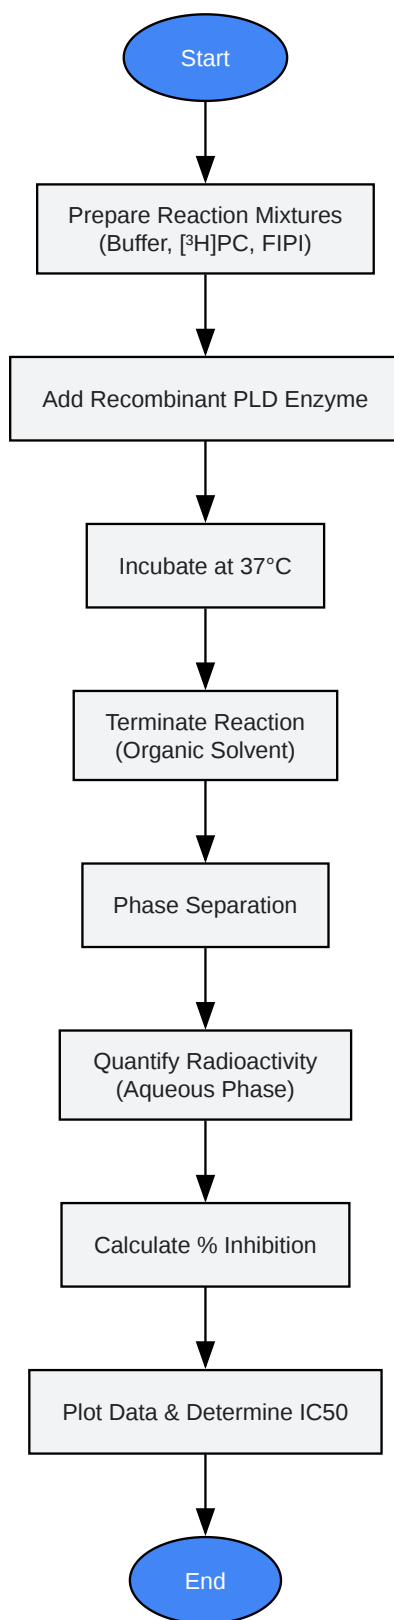 Start
Prepare Reaction Mixtures
(Buffer, [³H]PC, FIPI)
Add Recombinant PLD Enzyme
Incubate at 37°C
Terminate Reaction
(Organic Solvent)
Phase Separation
Quantify Radioactivity
(Aqueous Phase)
Calculate % Inhibition
Plot Data & Determine IC50
End